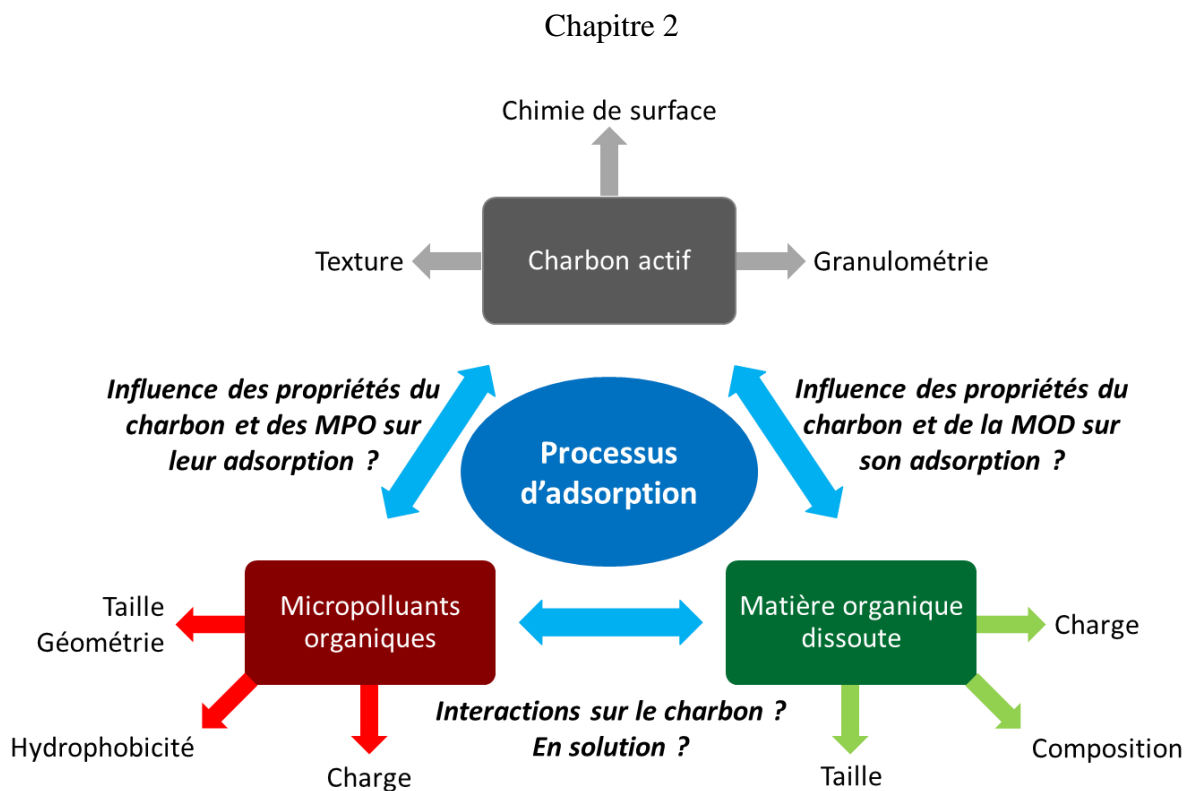 Chapitre 2
Chimie de surface
Texture
Charbon actif
Granulométrie
Influence des propriétés du
charbon et des MPO sur
leur adsorption ?
Processus
d’adsorption
Influence des propriétés du
charbon et de la MOD sur
son adsorption ?
Taille
Géométrie
Micropolluants
organiques
Matière organique
dissoute
Charge
Hydrophobicité
Charge
Interactions sur le charbon ?
En solution ?
Taille
Composition